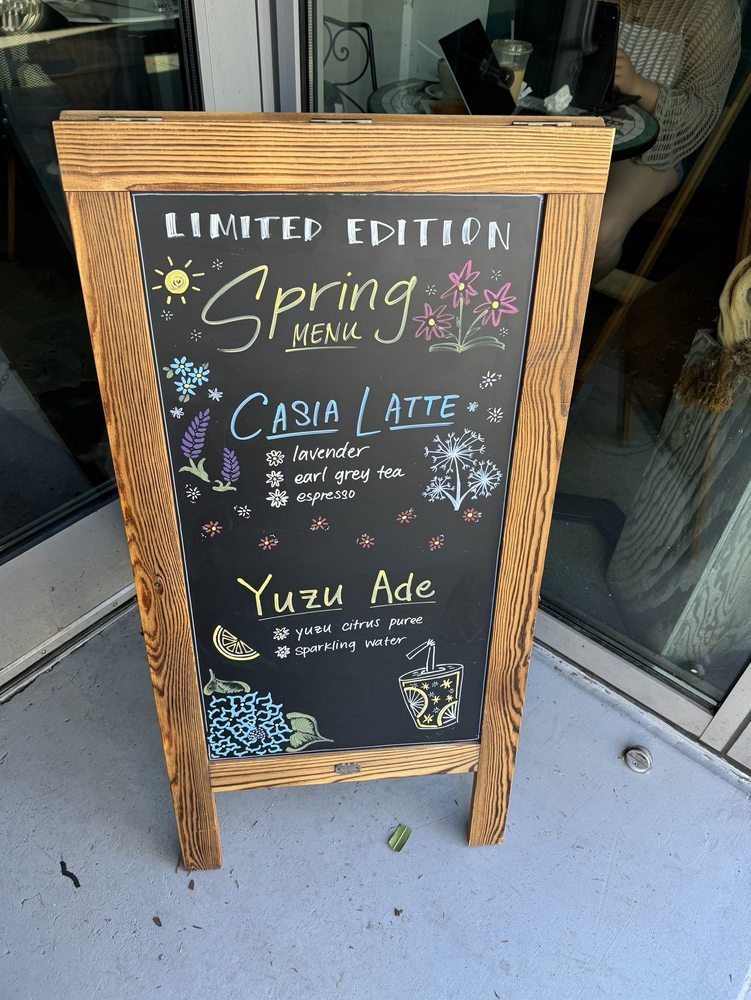 LIMITED EDITION
Spring
MENU
CASIA LATTE
lavender
earl grey tea
espresso
Yuzu Ade
yuzu citrus puree
sparkling water